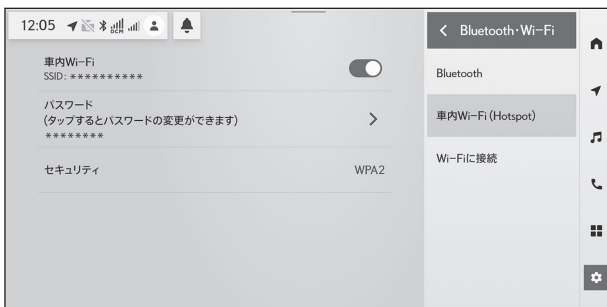 12:05
DCM
Bluetooth･Wi−Fi
車内Wi−Fi
SSID: **********
パスワード
(タップするとパスワードの変更ができます)
********
セキュリティ
WPA2
Bluetooth
車内Wi−Fi (Hotspot)
Wi−Fiに接続